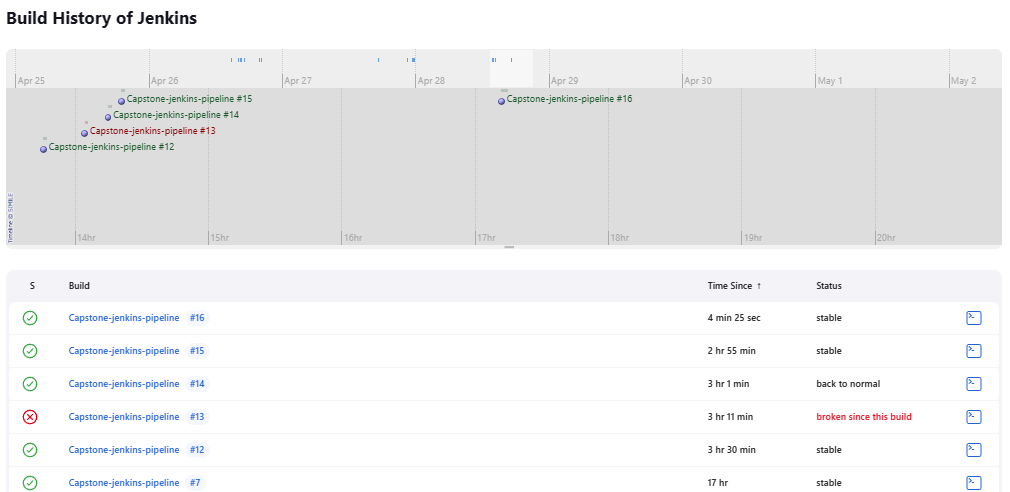 Build History of Jenkins
Apr 25 Apr 26 Apr 27 Apr 28 Apr 29 Apr 30 May 1 May 2
Capstone-jenkins-pipeline #15 Capstone-jenkins-pipeline #16
Capstone-jenkins-pipeline #14
Capstone-jenkins-pipeline #13
Capstone-jenkins-pipeline #12
Timeline © SIMILE
14hr 15hr 16hr 17hr 18hr 19hr 20hr
S Build Time Since ↑ Status
Capstone-jenkins-pipeline #16 4 min 25 sec stable
Capstone-jenkins-pipeline #15 2 hr 55 min stable
Capstone-jenkins-pipeline #14 3 hr 1 min back to normal
Capstone-jenkins-pipeline #13 3 hr 11 min broken since this build
Capstone-jenkins-pipeline #12 3 hr 30 min stable
Capstone-jenkins-pipeline #7 17 hr stable